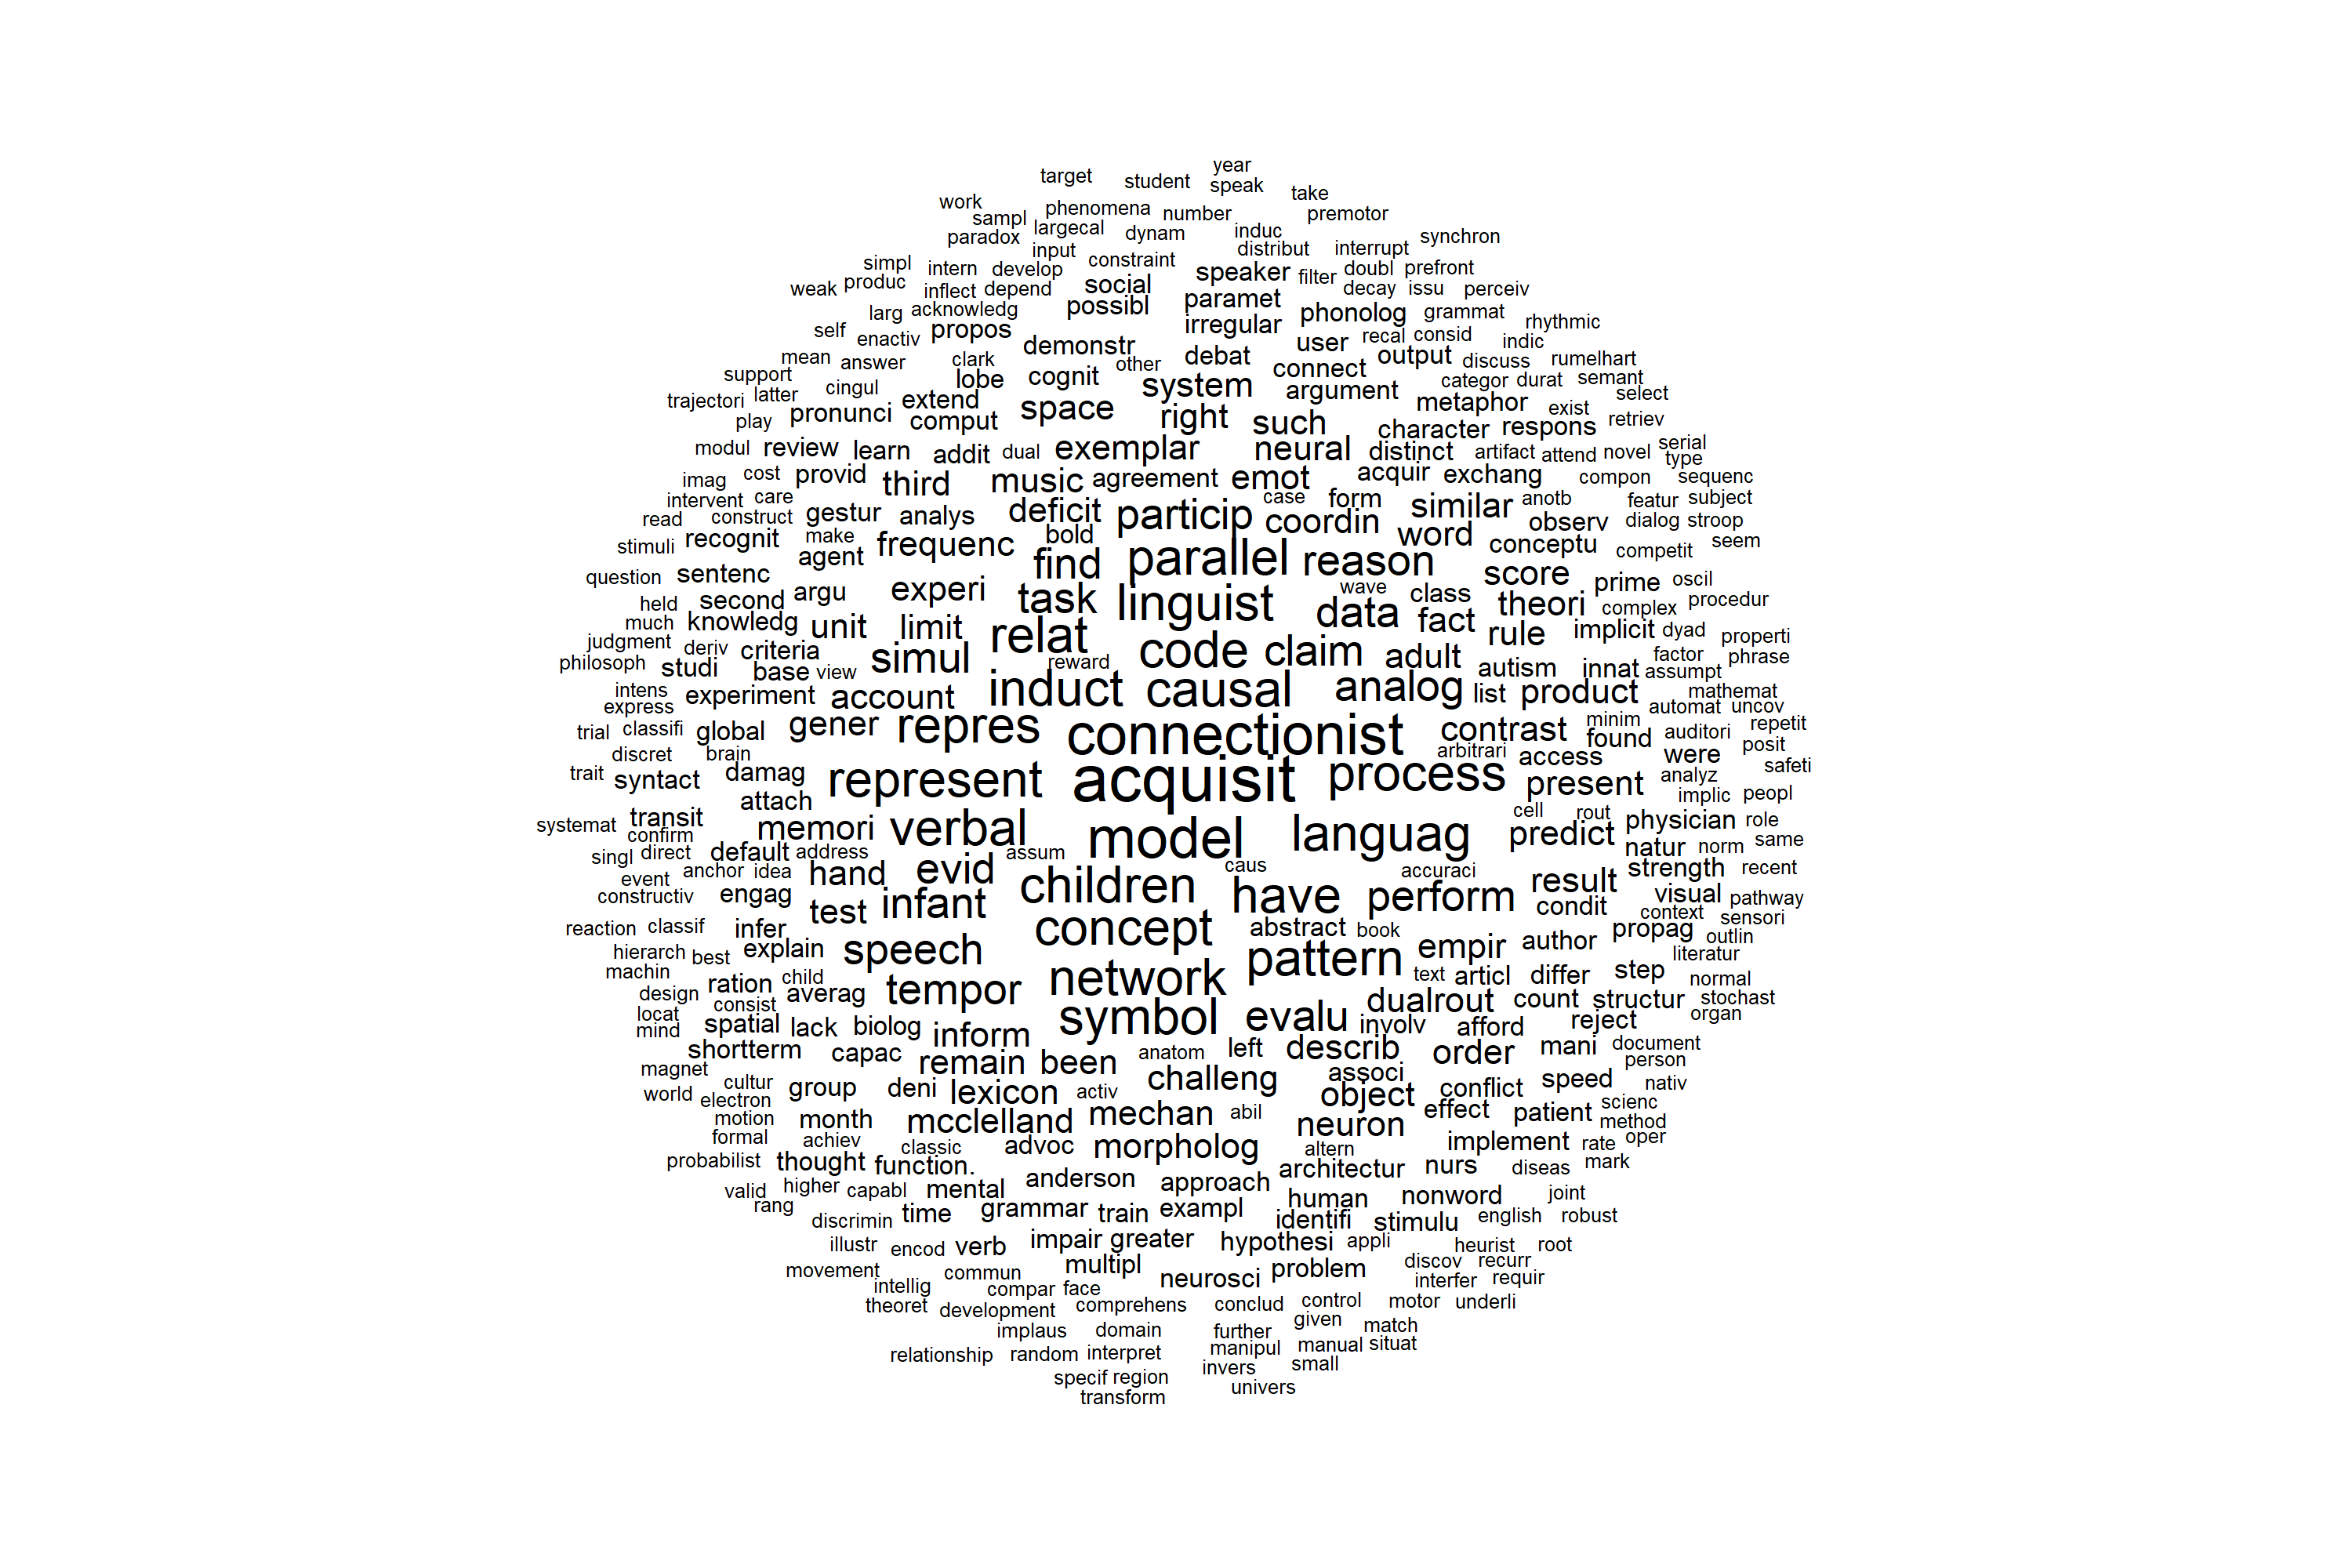 year
target student speak
take
work phenomena number premotor
sampl largecal dynam induc
paradox input distribut interrupt synchron
simpl intern develop constraint speaker filter doubl prefront
weak produc inflect depend social decay issu perceiv
larg acknowledg possibl paramet phonolog grammat
self enactiv propos irregular rhythmic
mean answer clark demonstr other debat user recal consid indic
support cingul lobe cognit system connect output discuss rumelhart
trajectori latter extend space argument categor durat semant select
play pronunci comput right such metaphor exist retriev
modul review learn addit dual exemplar neural distinct character respons artifact attend novel serial type
imag cost provid third music agreement emot acquir exchang compon sequenc
intervent care gestur analys deficit particip case form similar anotb featur subject
read construct make frequenc bold coordin word observ dialog stroop
stimuli recognit agent find parallel reason conceptu competit seem
question sentenc experi task linguist wave class score prime oscil
held second argu data theori complex procedur
much knowledg unit limit relat code claim fact rule implicit dyad properti
judgment deriv criteria simul reward adult autism innat factor phrase
philosoph studi base view induct causal analog list product assumpt
intens experiment account mathemat
express gener repres connectionist contrast minim automat uncov
trial classifi global arbitrari found auditori repetit
discret brain access were posit
trait syntact damag represent acquisit process present analyz safeti
attach implic peopl
systemat transit memori verbal model languag predict cell rout physician role
confirm natur norm same
singl direct default address evid assum caus accuraci strength recent
event anchor idea hand children have perform result visual pathway
constructiv engag test infant condit context sensori
reaction classif infer concept abstract book propag outlin
hierarch best explain speech pattern empir author literatur
machin ration child tempor network text articl differ step normal
design consist averag symbol evalu dualrout count structur stochast
locat spatial lack biolog inform involv afford reject organ
mind
shortterm capac remain been anatom left describ order mani document
magnet person
world cultur group deni lexicon activ challeng associ object conflict speed nativ
electron
motion month mcclelland mechan abil neuron effect patient scienc method
formal achiev classic advoc morpholog altern implement rate oper
probabilist thought function. architectur nurs diseas mark
valid higher capabl mental anderson approach human nonword joint
rang discrimin time grammar train exampl identifi stimulu english robust
illustr encod verb impair greater hypothesi appli heurist root
movement intellig commun multipl neurosci problem discov recurr
compar face interfer requir
theoret development comprehens conclud control motor underli
implaus domain further given match
relationship random interpret manipul manual situat
specif region invers small
transform univers